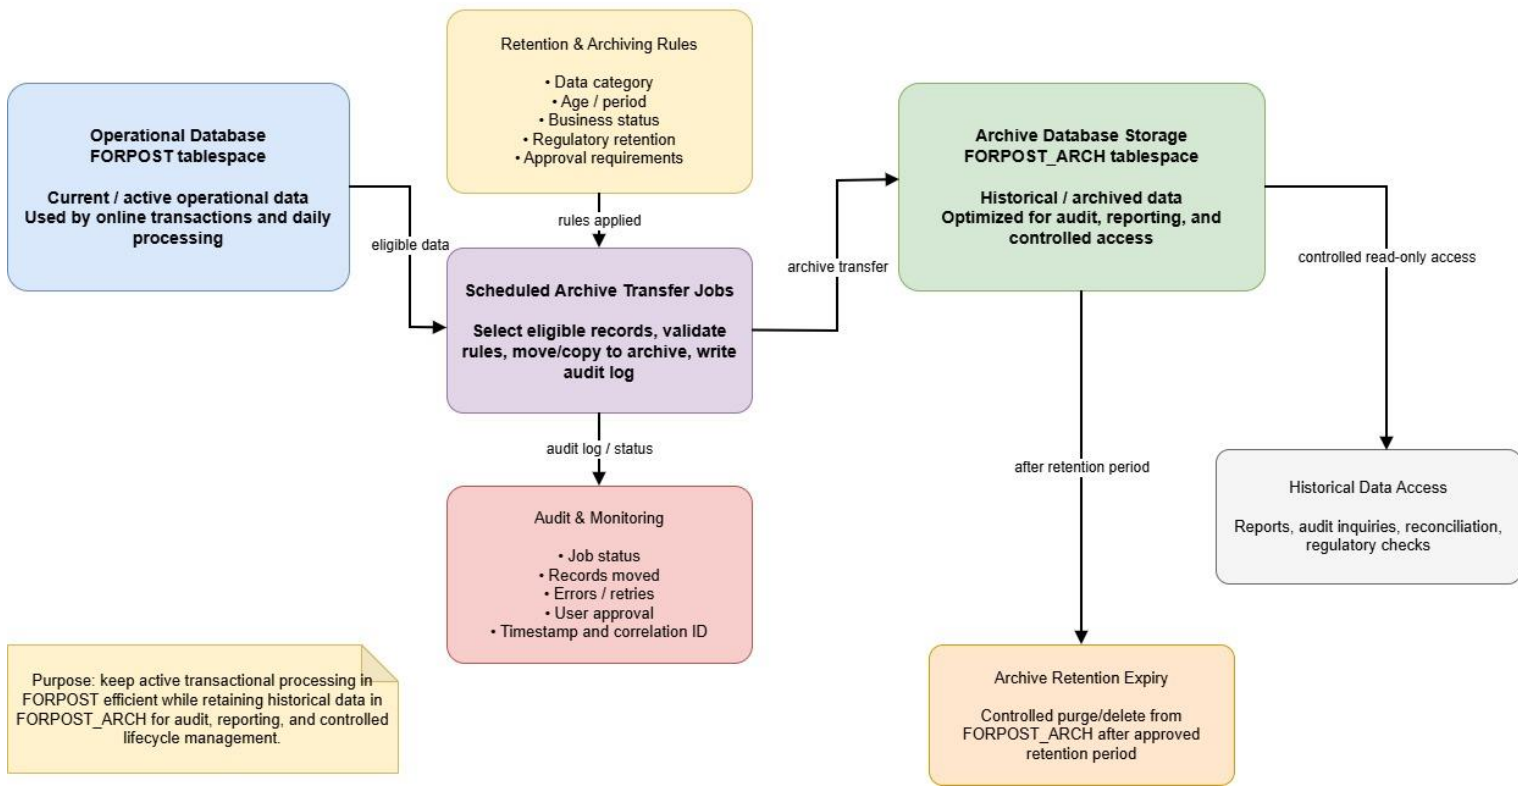 Retention & Archiving Rules
• Data category
• Age / period
• Business status
• Regulatory retention
• Approval requirements
Operational Database
FORPOST tablespace
Current / active operational data
Used by online transactions and daily
processing
Archive Database Storage
FORPOST_ARCH tablespace
Historical / archived data
Optimized for audit, reporting, and
controlled access
rules applied
eligible data
archive transfer
controlled read-only access
Scheduled Archive Transfer Jobs
Select eligible records, validate
rules, move/copy to archive, write
audit log
audit log / status
after retention period
Audit & Monitoring
• Job status
• Records moved
• Errors / retries
• User approval
• Timestamp and correlation ID
Historical Data Access
Reports, audit inquiries, reconciliation,
regulatory checks
Purpose: keep active transactional processing in
FORPOST efficient while retaining historical data in
FORPOST_ARCH for audit, reporting, and controlled
lifecycle management.
Archive Retention Expiry
Controlled purge/delete from
FORPOST_ARCH after approved
retention period